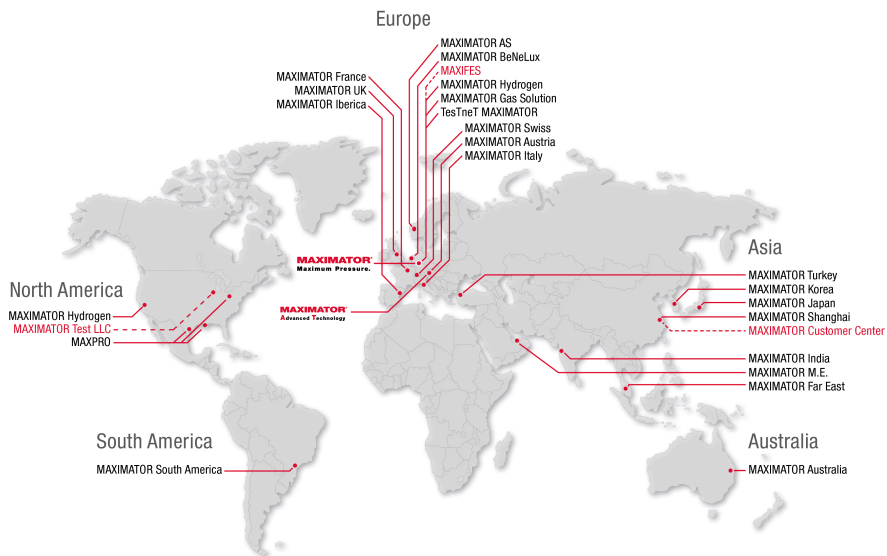 Europe
MAXIMATOR AS
MAXIMATOR BeNeLux
MAXIFES
MAXIMATOR Hydrogen
MAXIMATOR Gas Solution
TesTneT MAXIMATOR
MAXIMATOR Swiss
MAXIMATOR Austria
MAXIMATOR Italy
MAXIMATOR France
MAXIMATOR UK
MAXIMATOR Iberica
MAXIMATOR®
Maximum Pressure.
MAXIMATOR®
Advanced Technology
North America
MAXIMATOR Hydrogen
MAXIMATOR Test LLC
MAXPRO
Asia
MAXIMATOR Turkey
MAXIMATOR Korea
MAXIMATOR Japan
MAXIMATOR Shanghai
MAXIMATOR Customer Center
MAXIMATOR India
MAXIMATOR M.E.
MAXIMATOR Far East
South America
MAXIMATOR South America
Australia
MAXIMATOR Australia